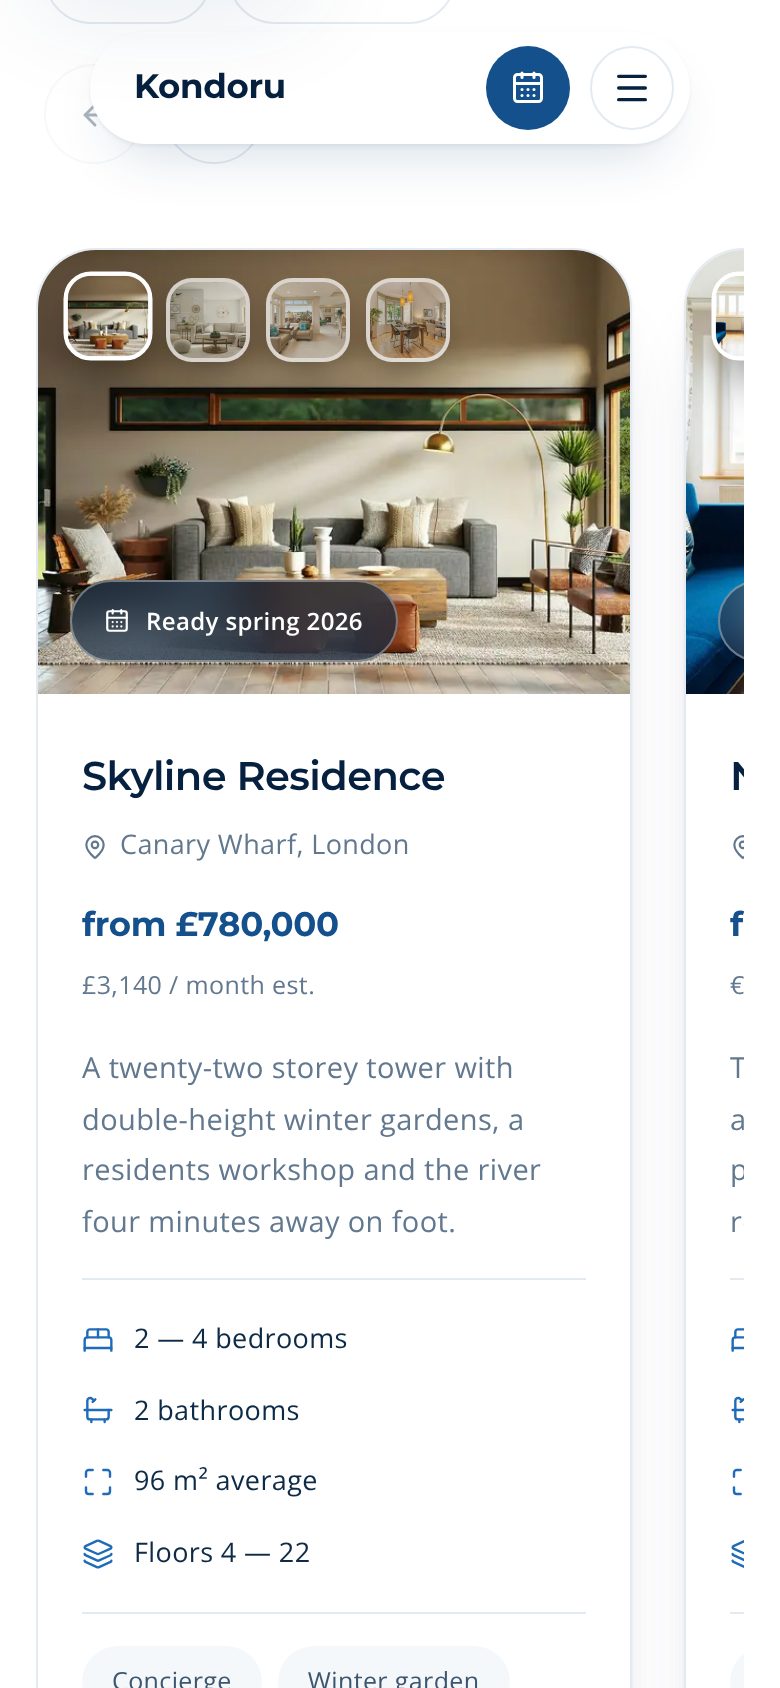 Kondoru
Ready spring 2026
Skyline Residence
Canary Wharf, London
from £780,000
£3,140 / month est.
A twenty-two storey tower with
double-height winter gardens, a
residents workshop and the river
four minutes away on foot.
2 — 4 bedrooms
2 bathrooms
96 m² average
Floors 4 — 22
Concierge
Winter garden